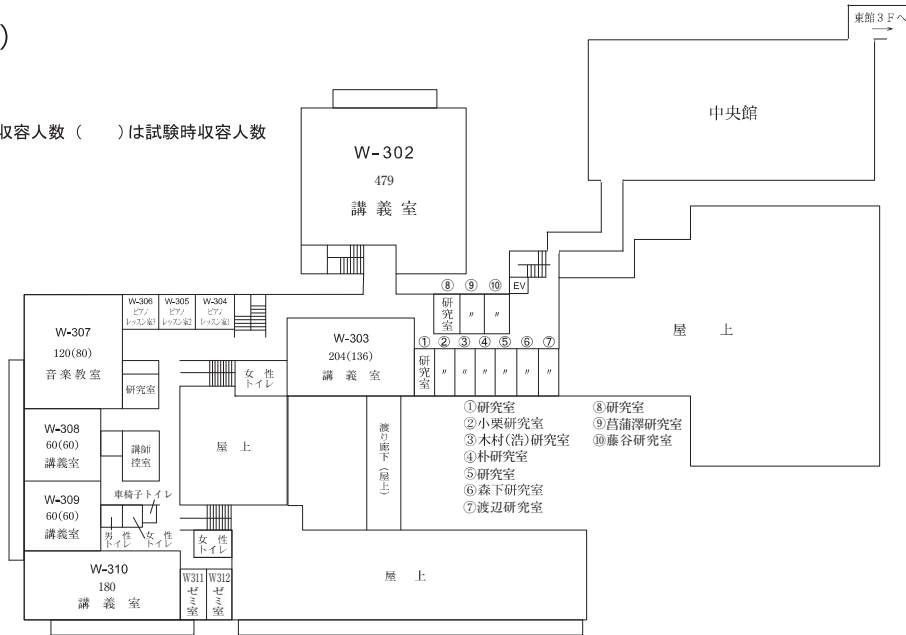 )
東館３Ｆへ
→
収容人数（　　）は試験時収容人数
中央館
W-302
479
講義室
⑧ ⑨ ⑩ EV
研究室 〃 〃
W-306
ピアノ
レッスン室3
W-305
ピアノ
レッスン室2
W-304
ピアノ
レッスン室1
W-307
120(80)
音楽教室
W-303
204(136)
講義室
① ② ③ ④ ⑤ ⑥ ⑦
研究室 〃 〃 〃 〃 〃 〃
屋上
研究室
女性
トイレ
W-308
60(60)
講義室
講師
控室
屋上
渡り廊下（屋上）
①研究室
②小栗研究室
③木村(浩)研究室
④朴研究室
⑤研究室
⑥森下研究室
⑦渡辺研究室
⑧研究室
⑨菖蒲澤研究室
⑩藤谷研究室
W-309
60(60)
講義室
車椅子トイレ
男性
トイレ
女性
トイレ
女性
トイレ
W-310
180
講義室
W311
ゼミ室
W312
ゼミ室
屋上